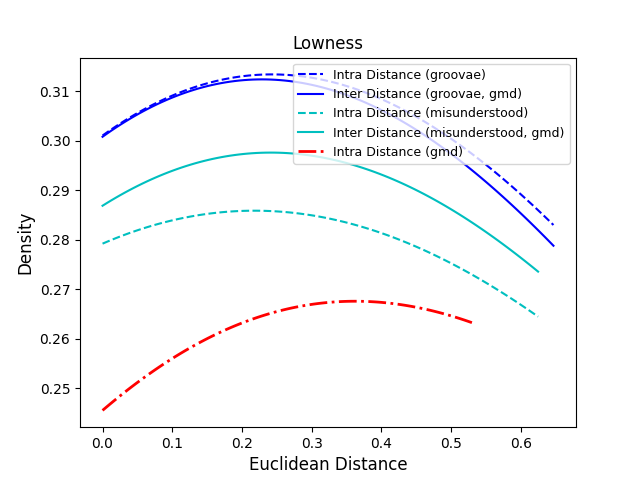 Lowness
Intra Distance (groovae)
Inter Distance (groovae, gmd)
Intra Distance (misunderstood)
Inter Distance (misunderstood, gmd)
Intra Distance (gmd)
Density
0.31
0.30
0.29
0.28
0.27
0.26
0.25
0.0 0.1 0.2 0.3 0.4 0.5 0.6
Euclidean Distance